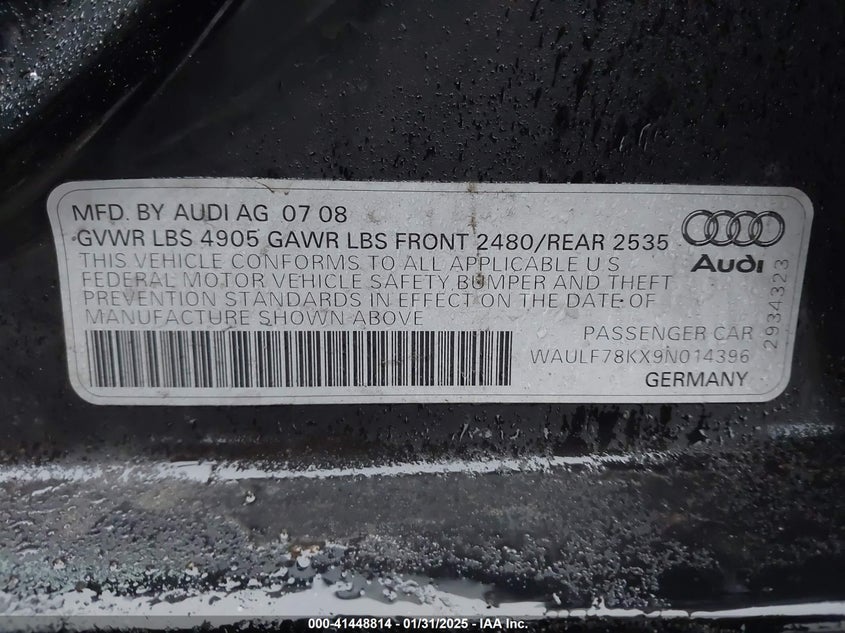 MFD. BY AUDI AG 07 08
GVWR LBS 4905 GAWR LBS FRONT 2480/REAR 2535
THIS VEHICLE CONFORMS TO ALL APPLICABLE U S
FEDERAL MOTOR VEHICLE SAFETY BUMPER AND THEFT
PREVENTION STANDARDS IN EFFECT ON THE DATE OF
MANUFACTURE SHOWN ABOVE
Audi
PASSENGER CAR
WAULF78KX9N014396
GERMANY
2934323
000-41448814 - 01/31/2025 - IAA Inc.